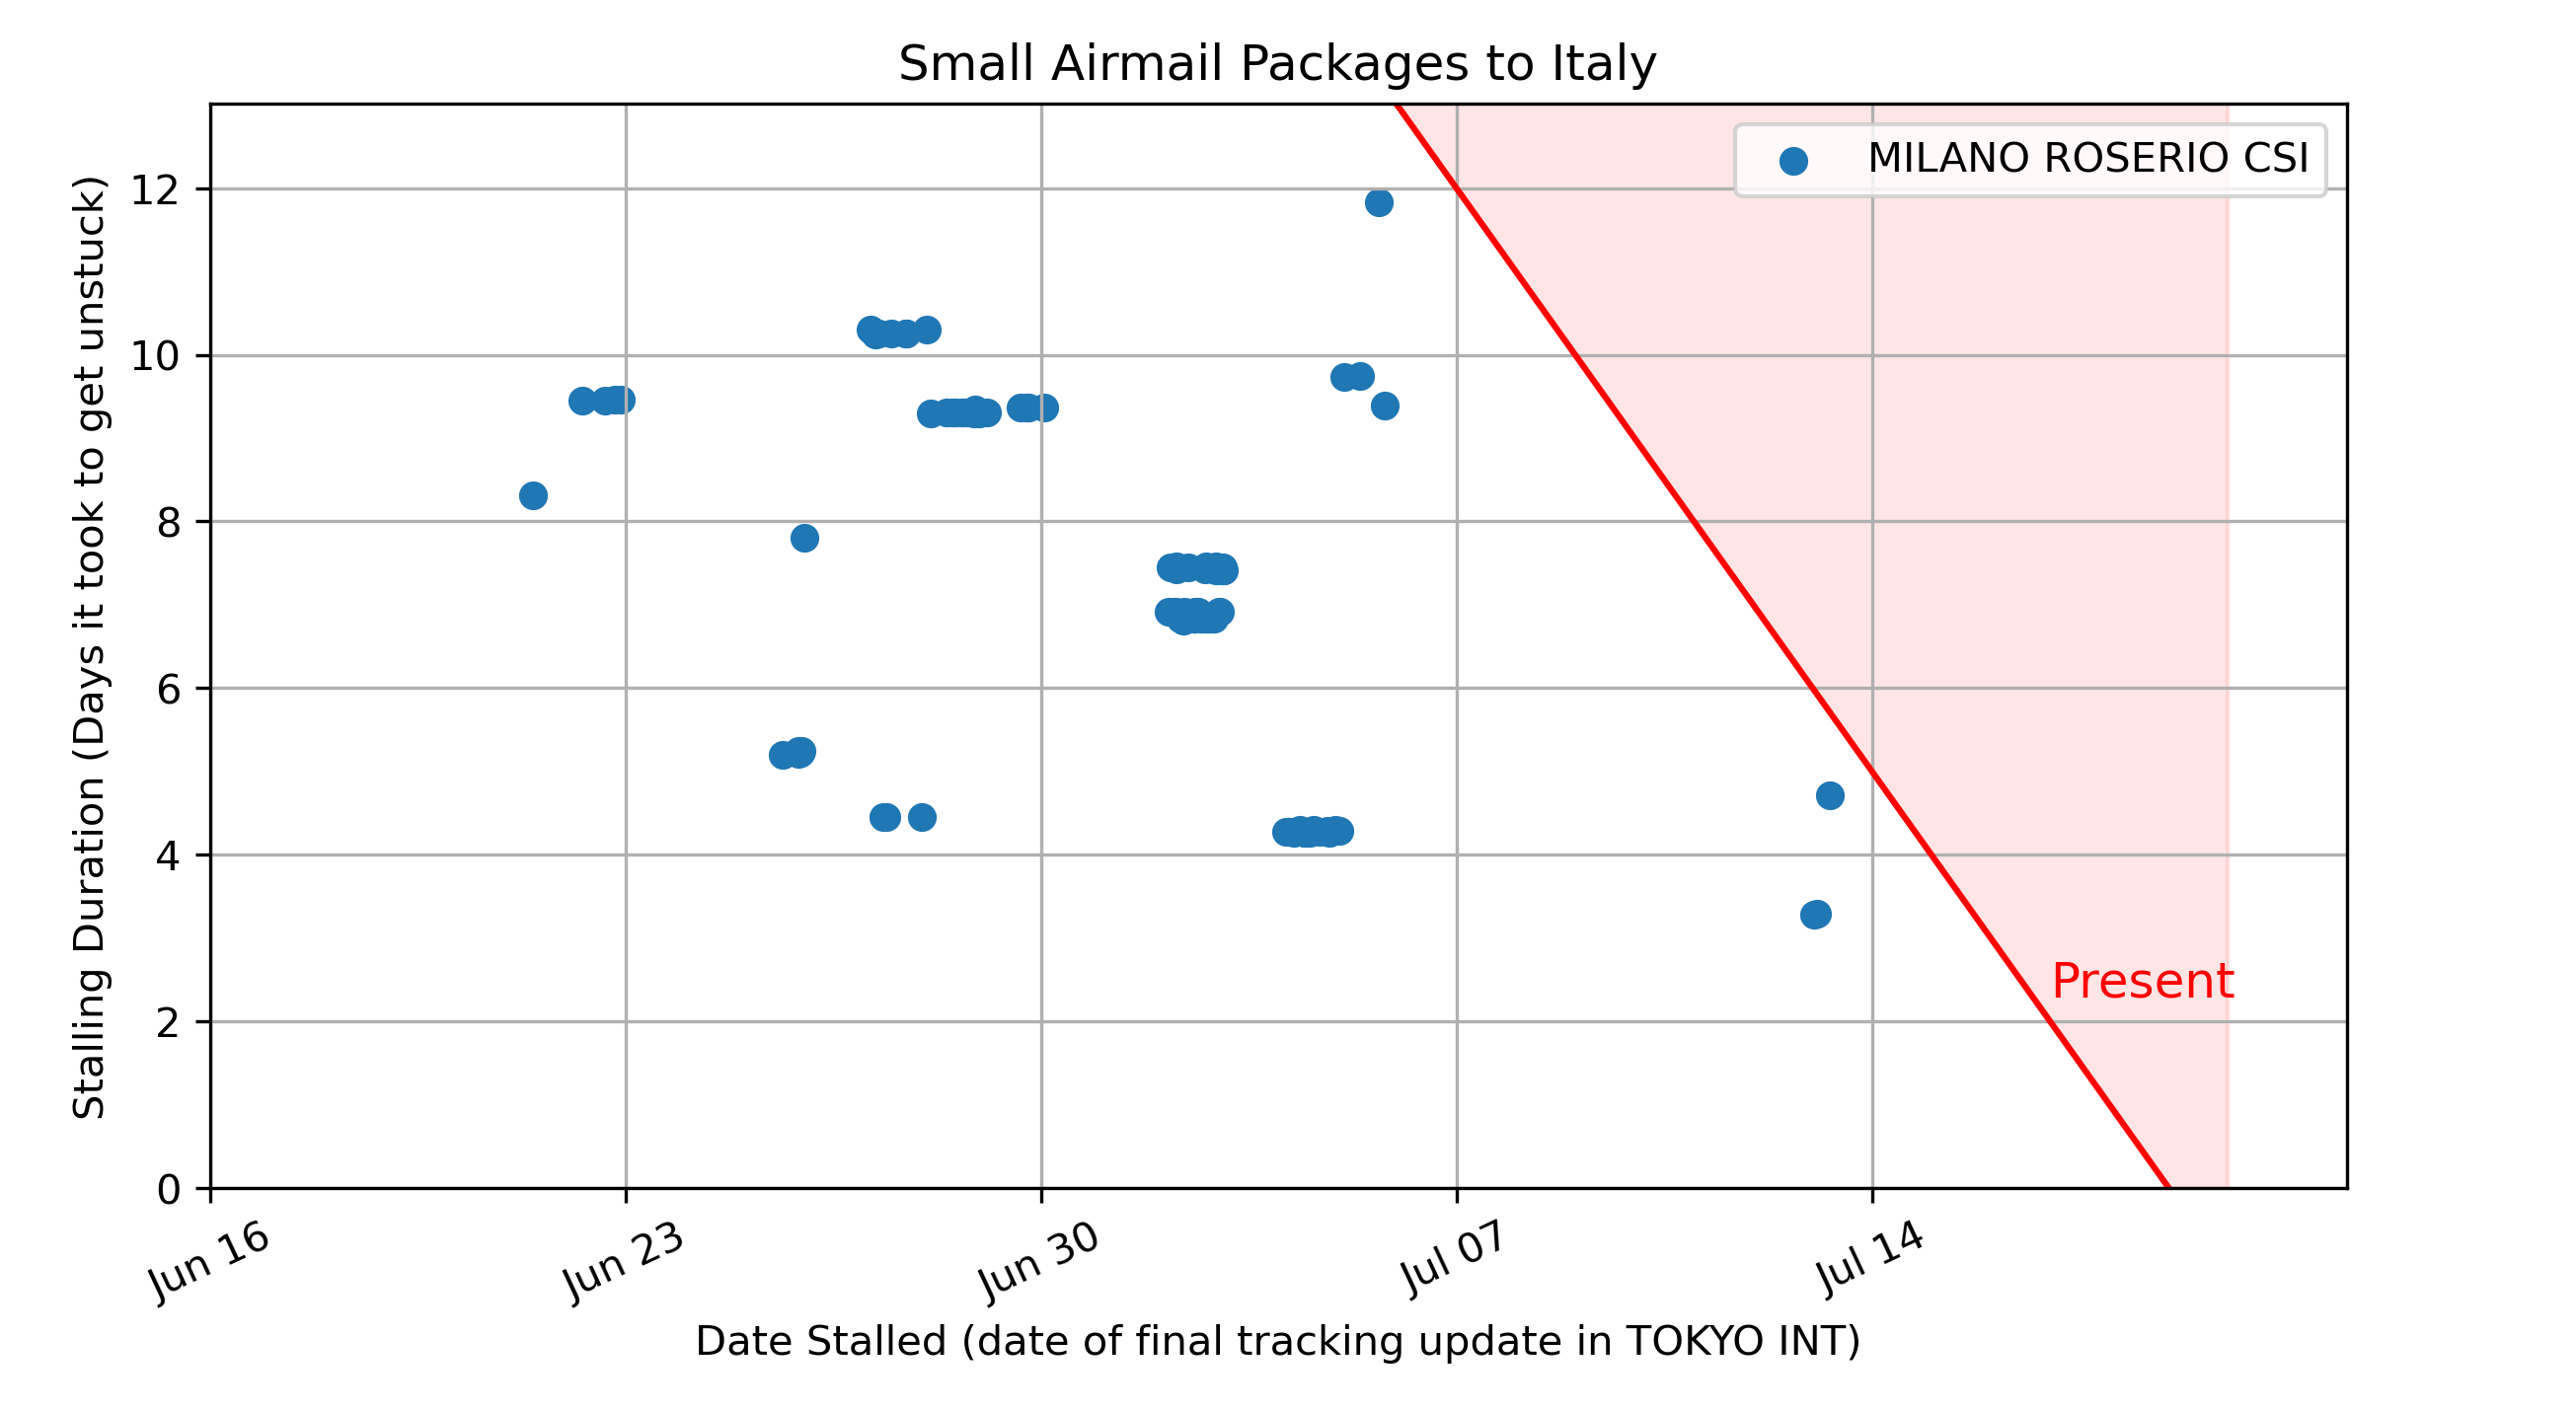 Small Airmail Packages to Italy
MILANO ROSERIO CSI
Stalling Duration (Days it took to get unstuck)
12
10
8
6
4
2
0
Present
Jun 16
Jun 23
Jun 30
Jul 07
Jul 14
Date Stalled (date of final tracking update in TOKYO INT)